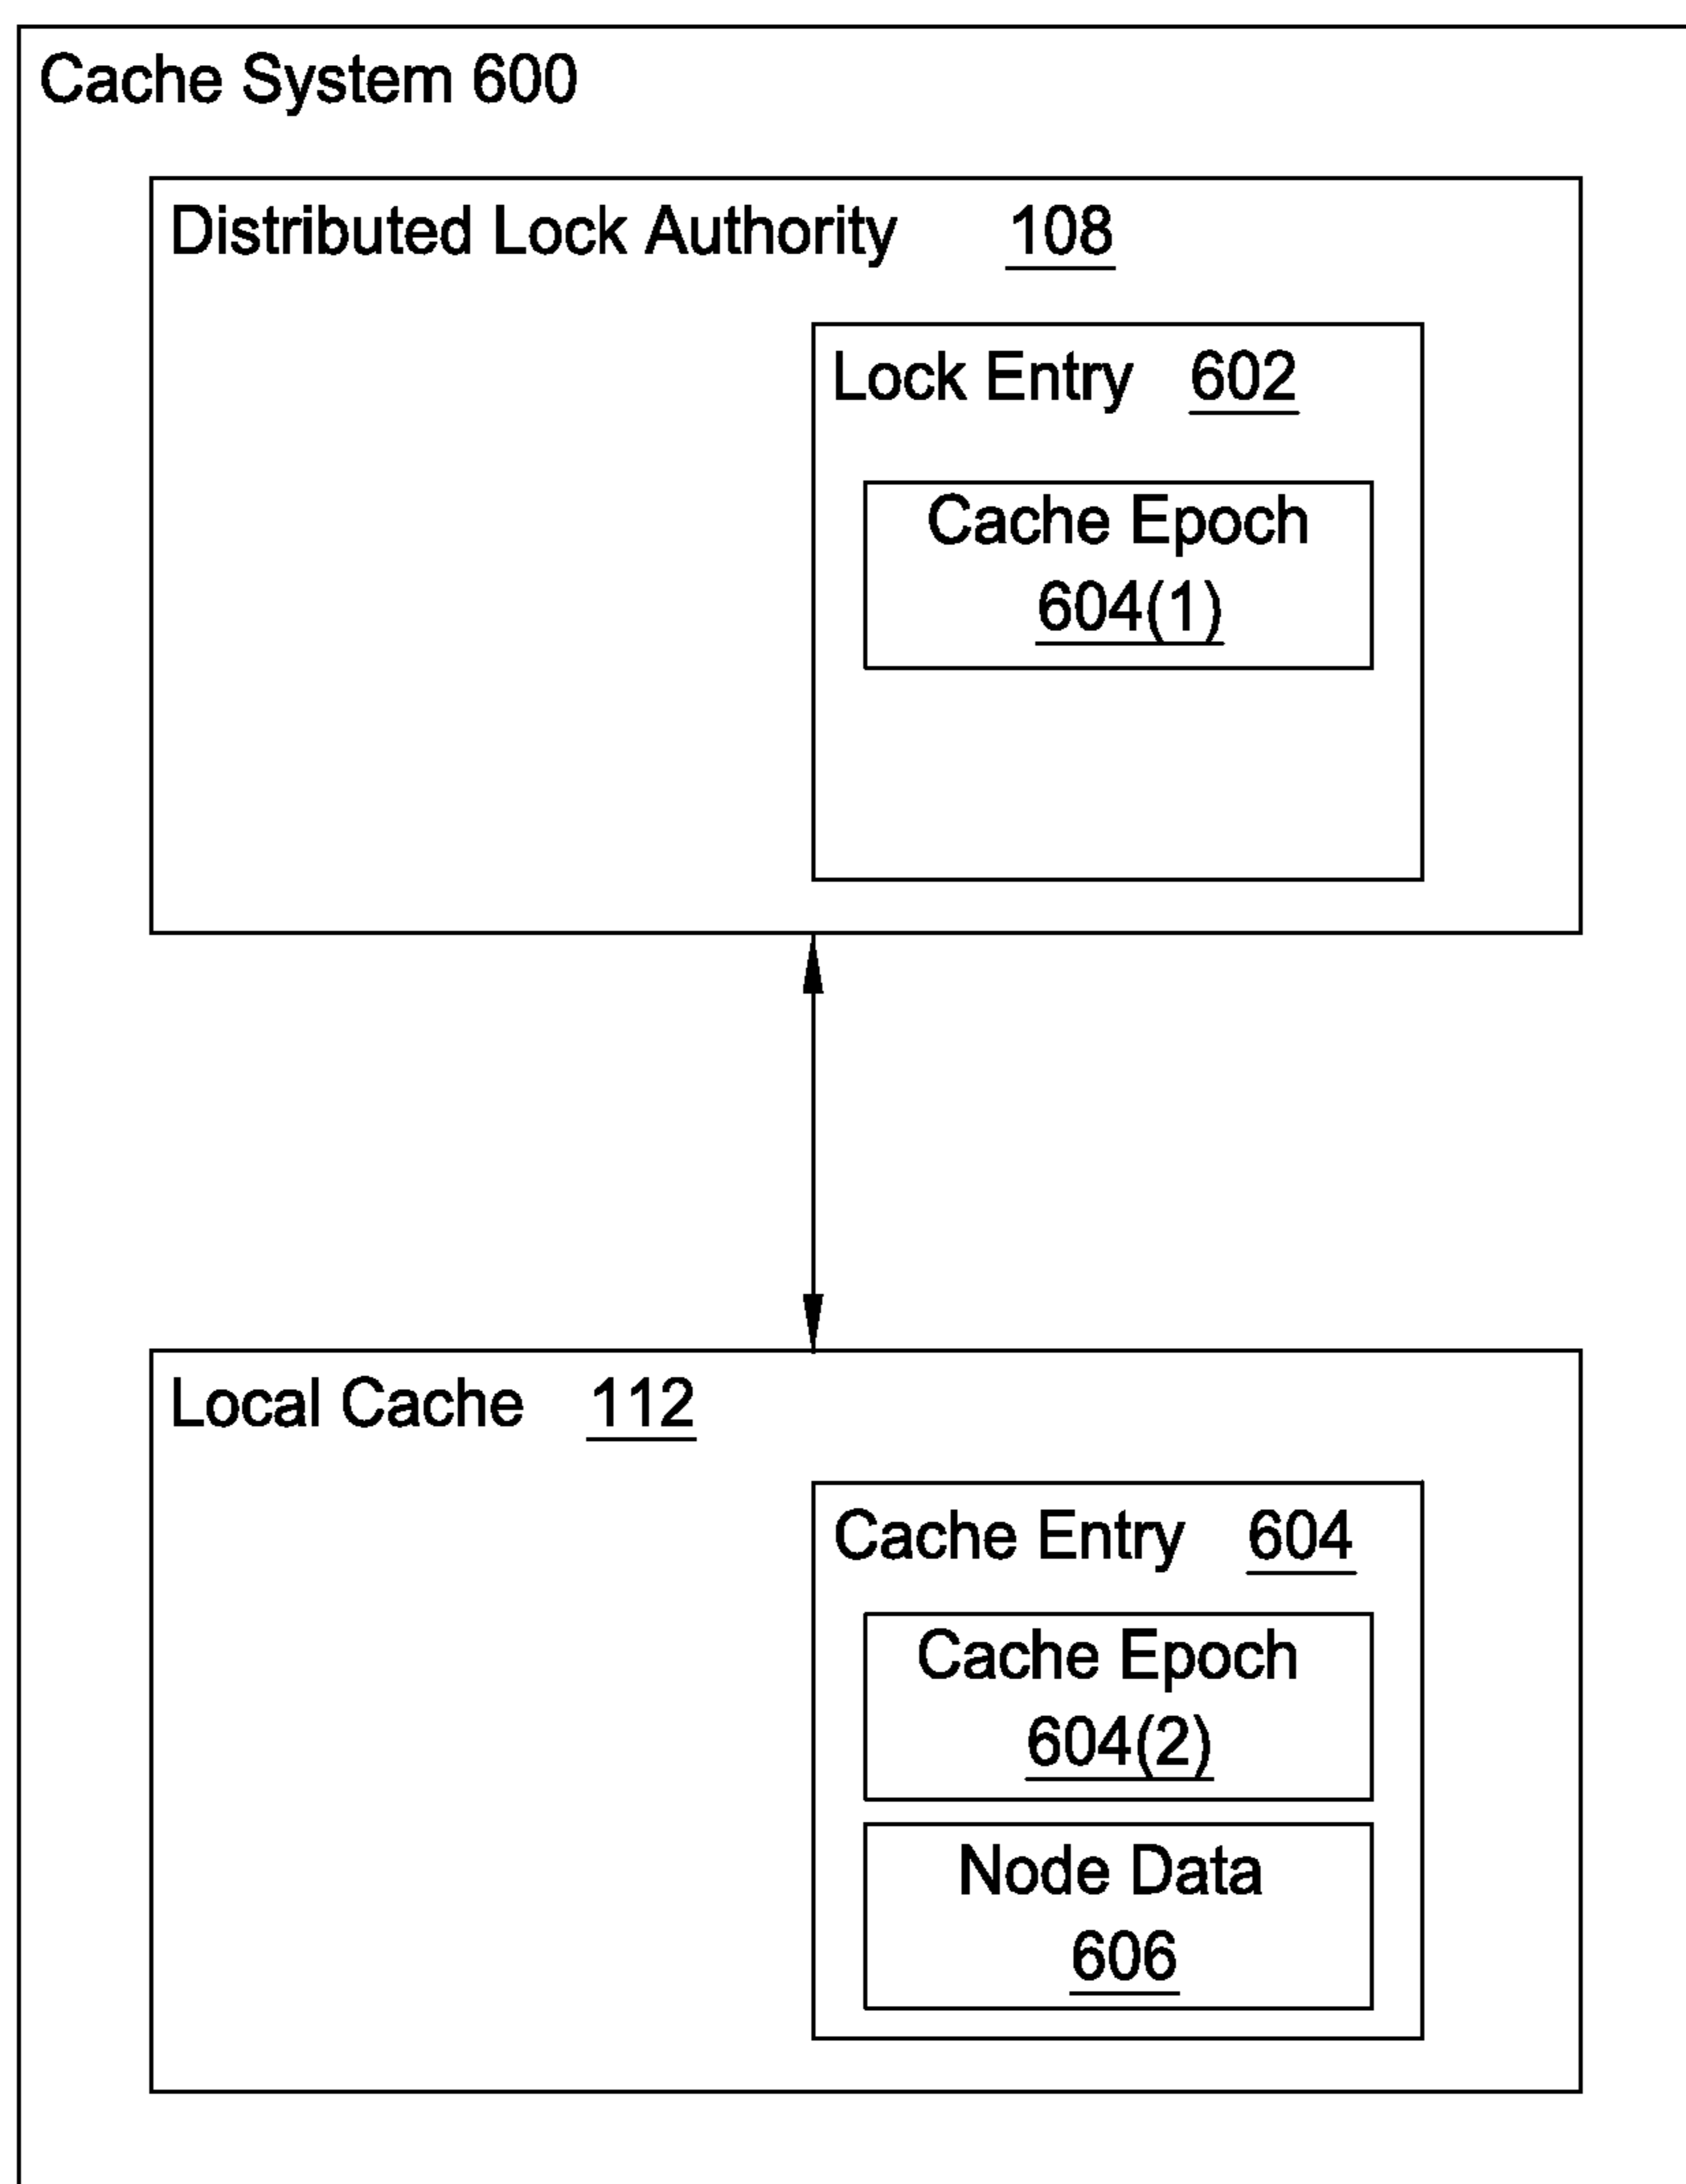 Cache System 600
Distributed Lock Authority 108
Lock Entry 602
Cache Epoch
604(1)
Local Cache 112
Cache Entry 604
Cache Epoch
604(2)
Node Data
606